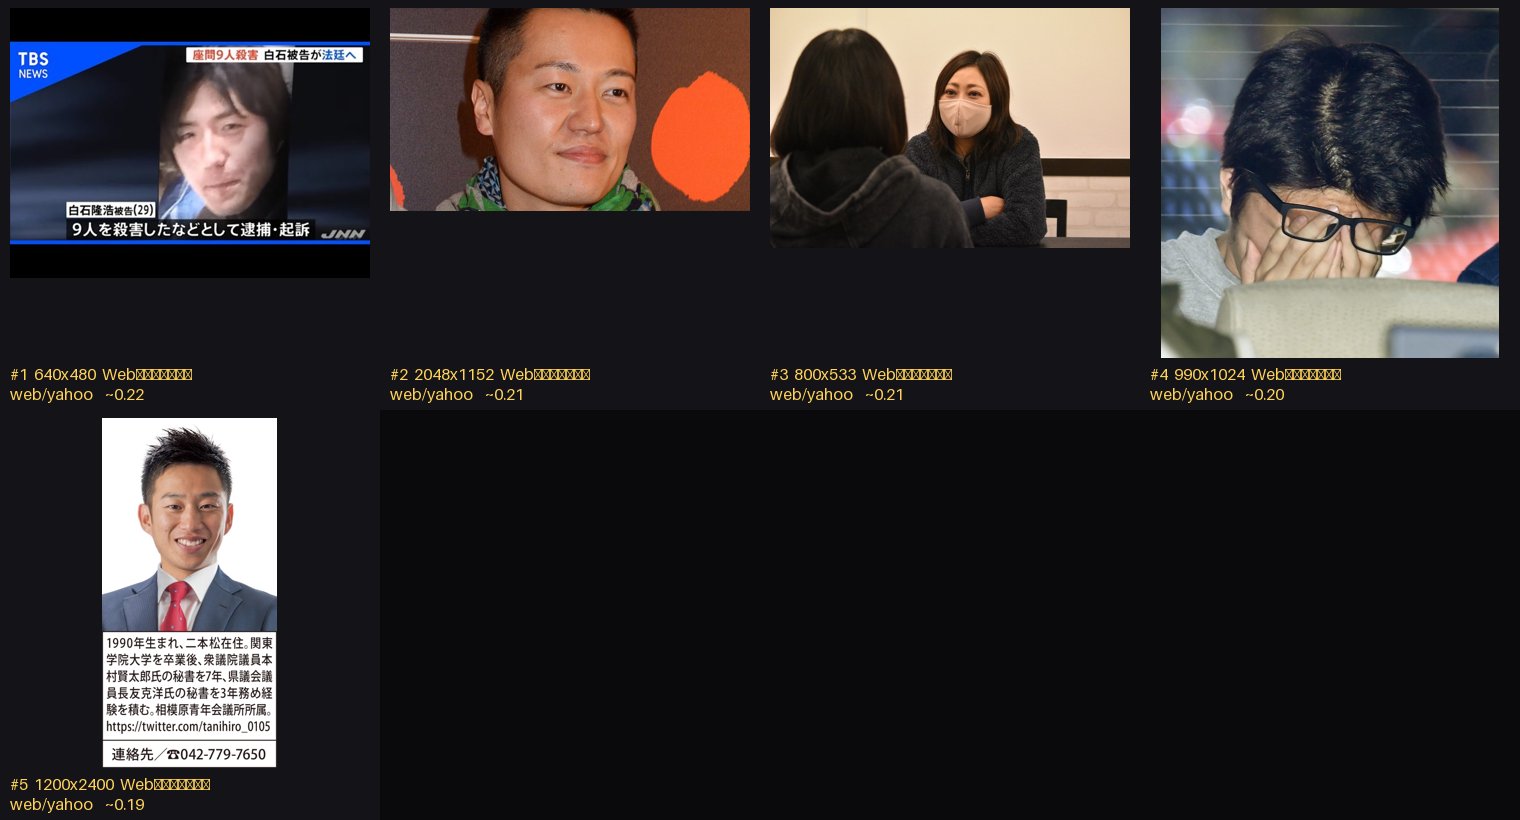 TBS
NEWS
座間9人殺害 白石被告が法廷へ
白石隆浩被告(29)
9人を殺害したなどとして逮捕・起訴
JNN
#1 640x480 Web
web/yahoo ~0.22
#2 2048x1152 Web
web/yahoo ~0.21
#3 800x533 Web
web/yahoo ~0.21
#4 990x1024 Web
web/yahoo ~0.20
1990年生まれ、二本松在住。関東
学院大学を卒業後、衆議院議員本
村賢太郎氏の秘書を7年、県議会議
員長友克洋氏の秘書を3年務め経
験を積む。相模原青年会議所所属。
https://twitter.com/tanihiro_0105
連絡先／☎042-779-7650
#5 1200x2400 Web
web/yahoo ~0.19